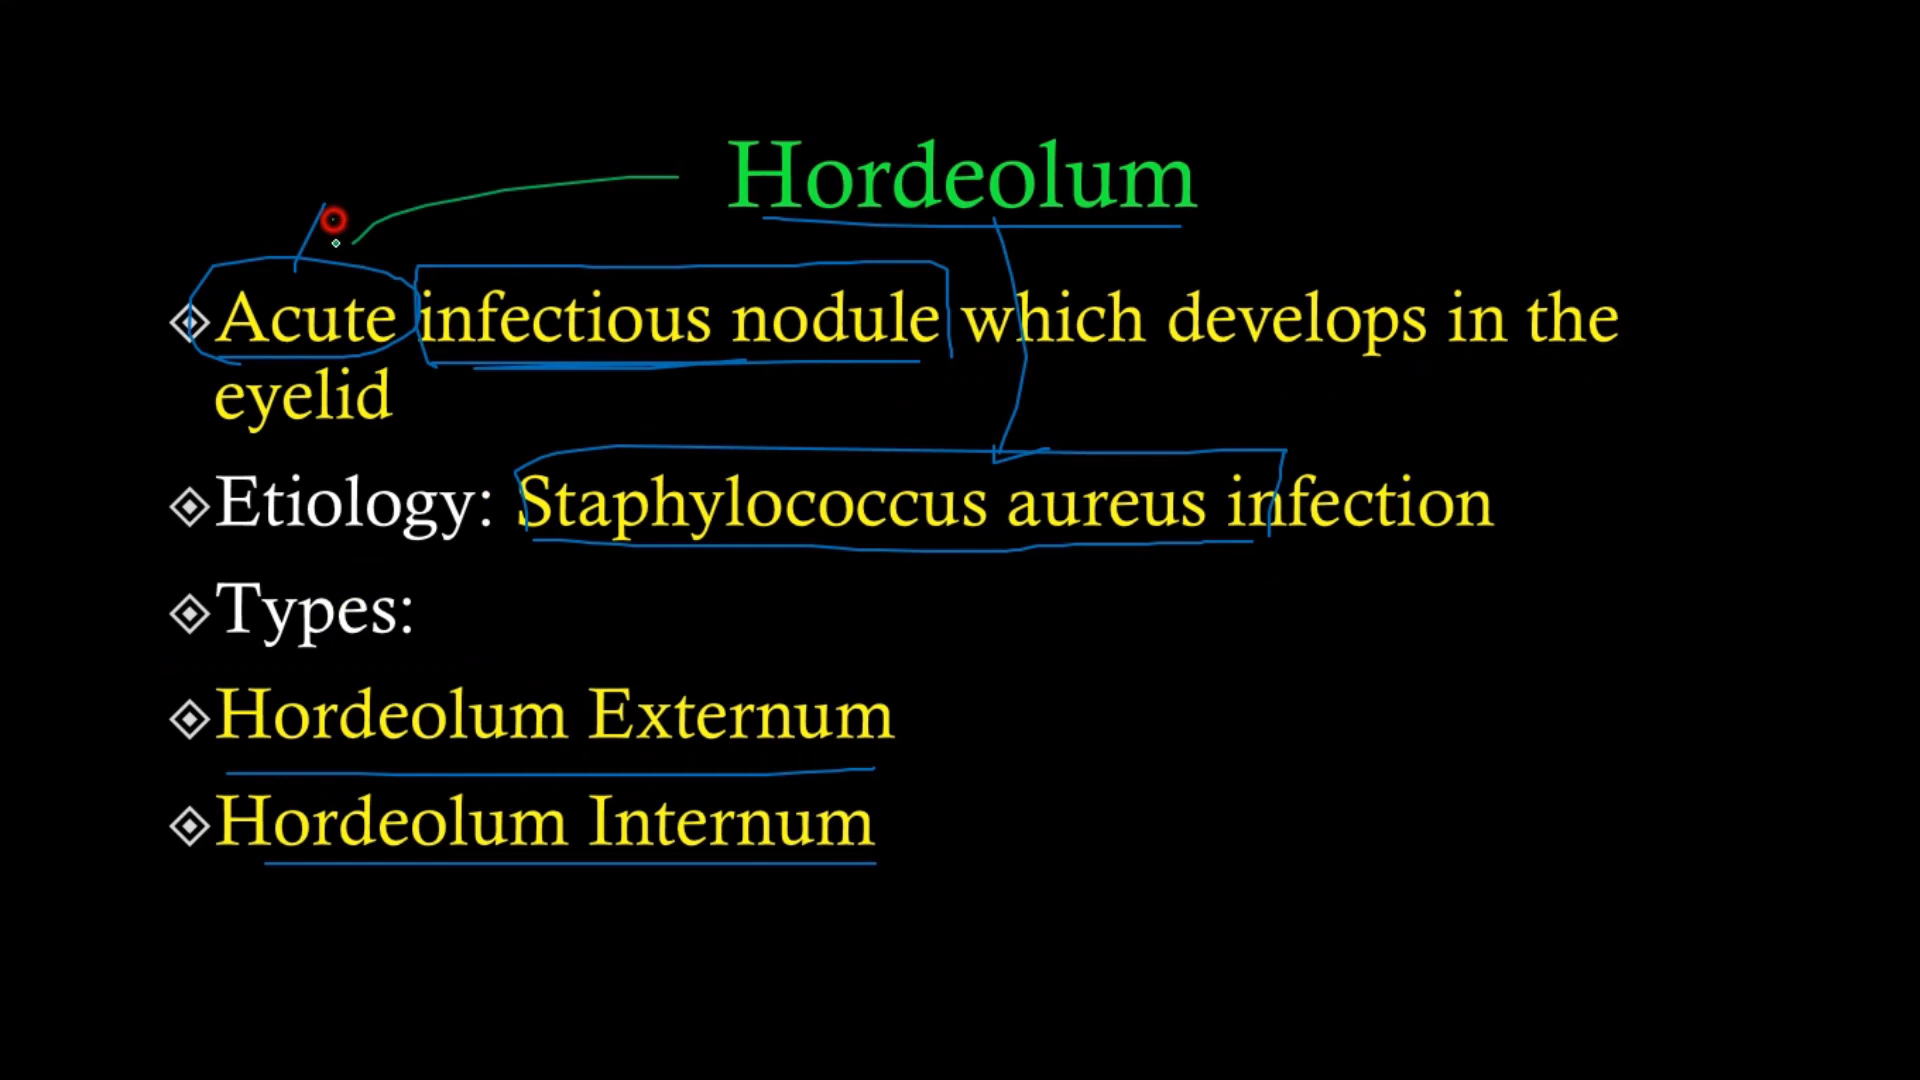 Hordeolum
Acute infectious nodule which develops in the
eyelid
Etiology: Staphylococcus aureus infection
Types:
Hordeolum Externum
Hordeolum Internum